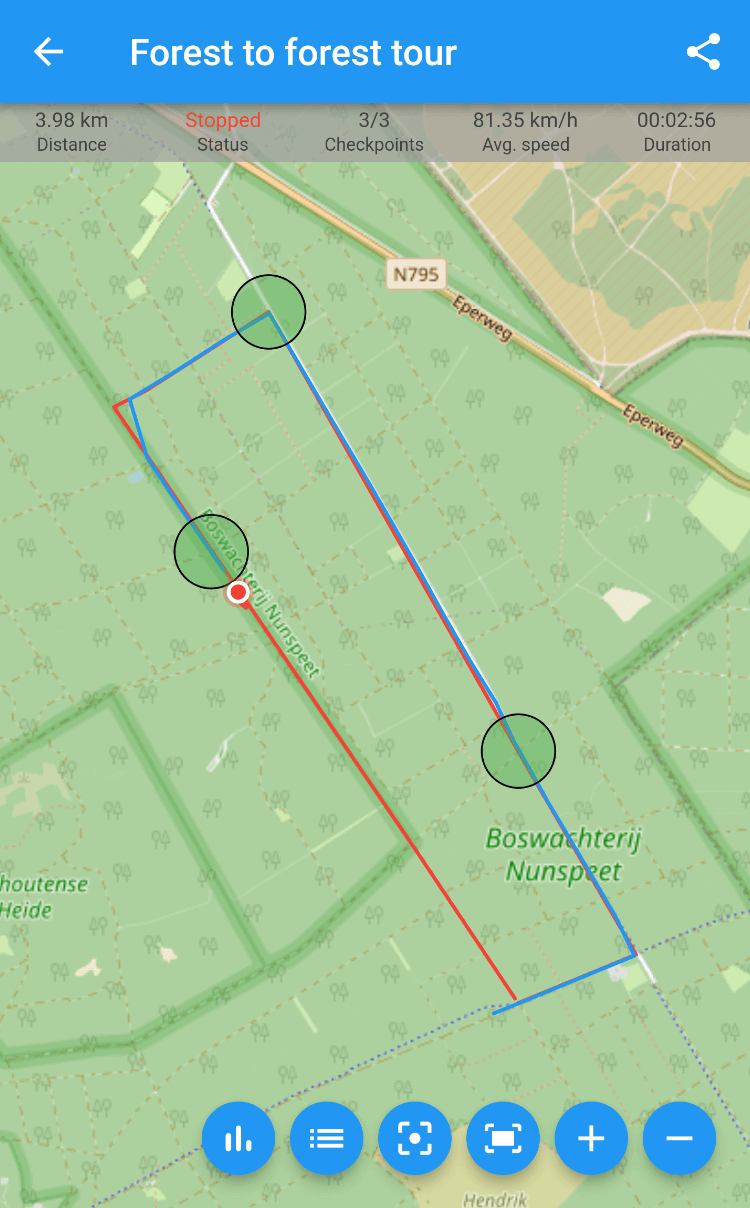 Forest to forest tour
3.98 km
Distance
Stopped
Status
3/3
Checkpoints
81.35 km/h
Avg. speed
00:02:56
Duration
N795
Eperweg
Eperweg
Boswachterij Nunspeet
Boswachterij
Nunspeet
houtense
Heide
Hendrik